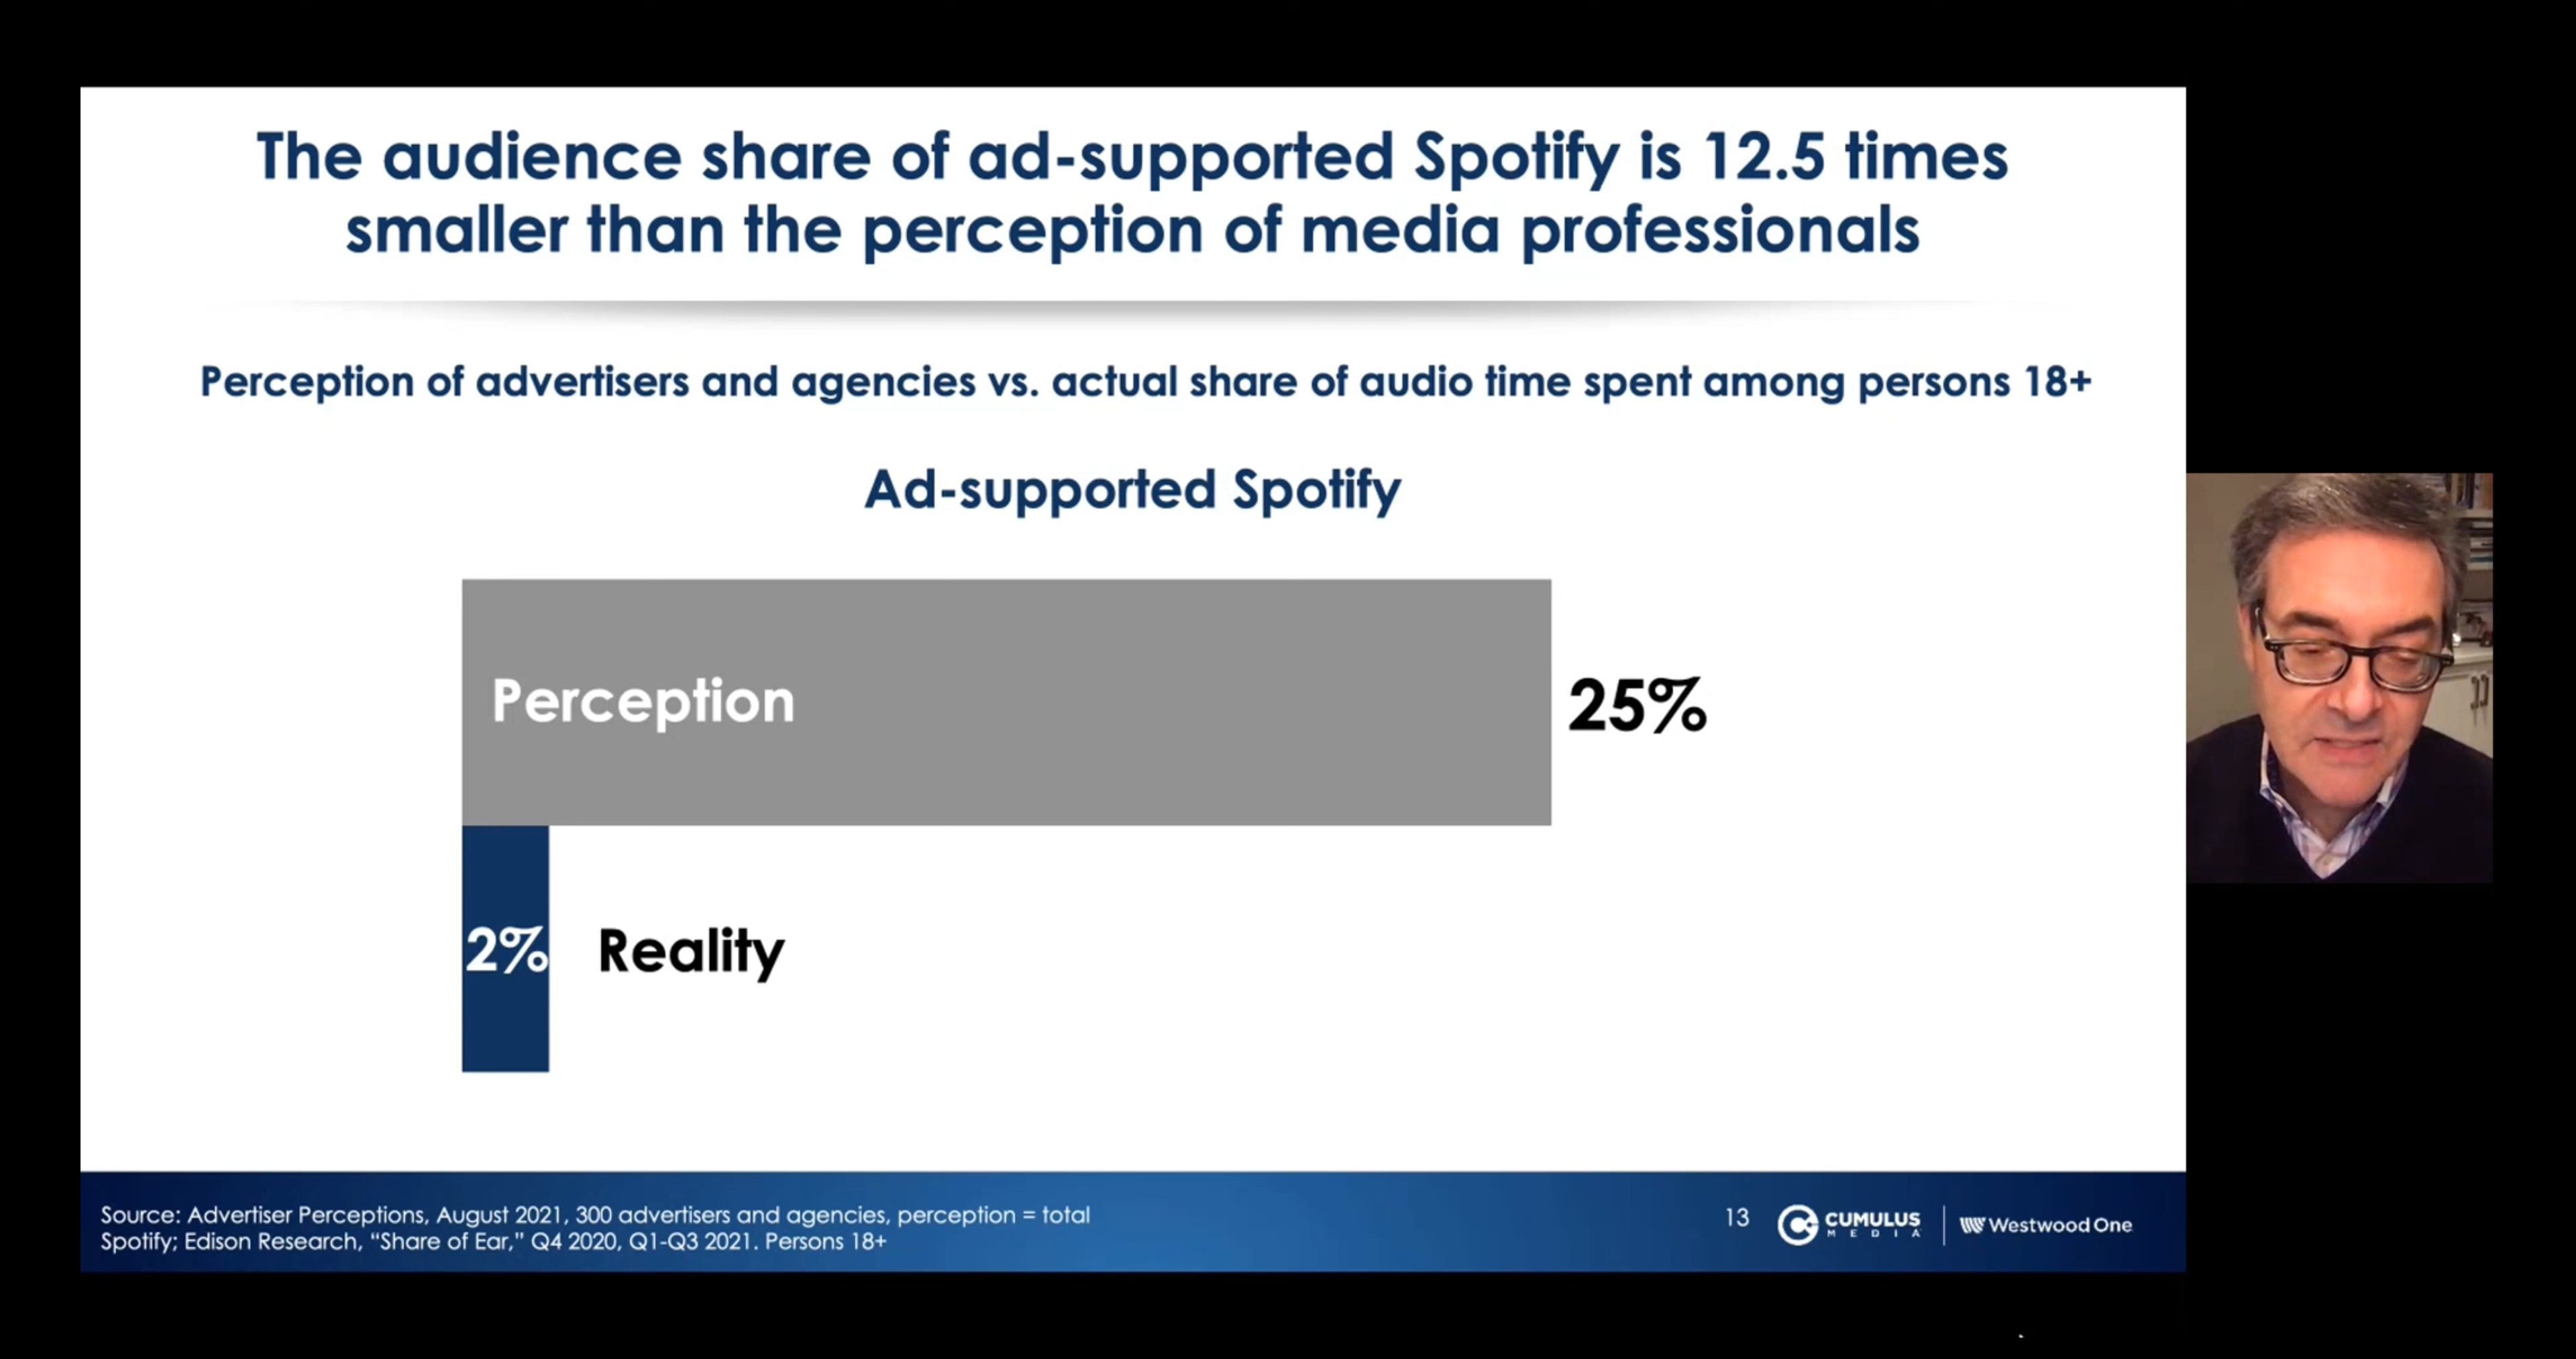 The audience share of ad-supported Spotify is 12.5 times
smaller than the perception of media professionals
Perception of advertisers and agencies vs. actual share of audio time spent among persons 18+
Ad-supported Spotify
Perception
25%
2%
Reality
Source: Advertiser Perceptions, August 2021, 300 advertisers and agencies, perception = total
Spotify; Edison Research, “Share of Ear,” Q4 2020, Q1-Q3 2021. Persons 18+
13
CUMULUS
MEDIA
Westwood One